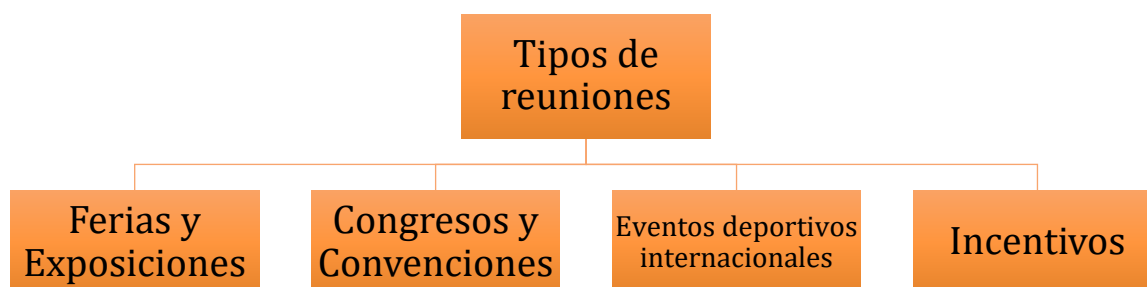 Tipos de
reuniones
Ferias y
Exposiciones
Congresos y
Convenciones
Eventos deportivos
internacionales
Incentivos